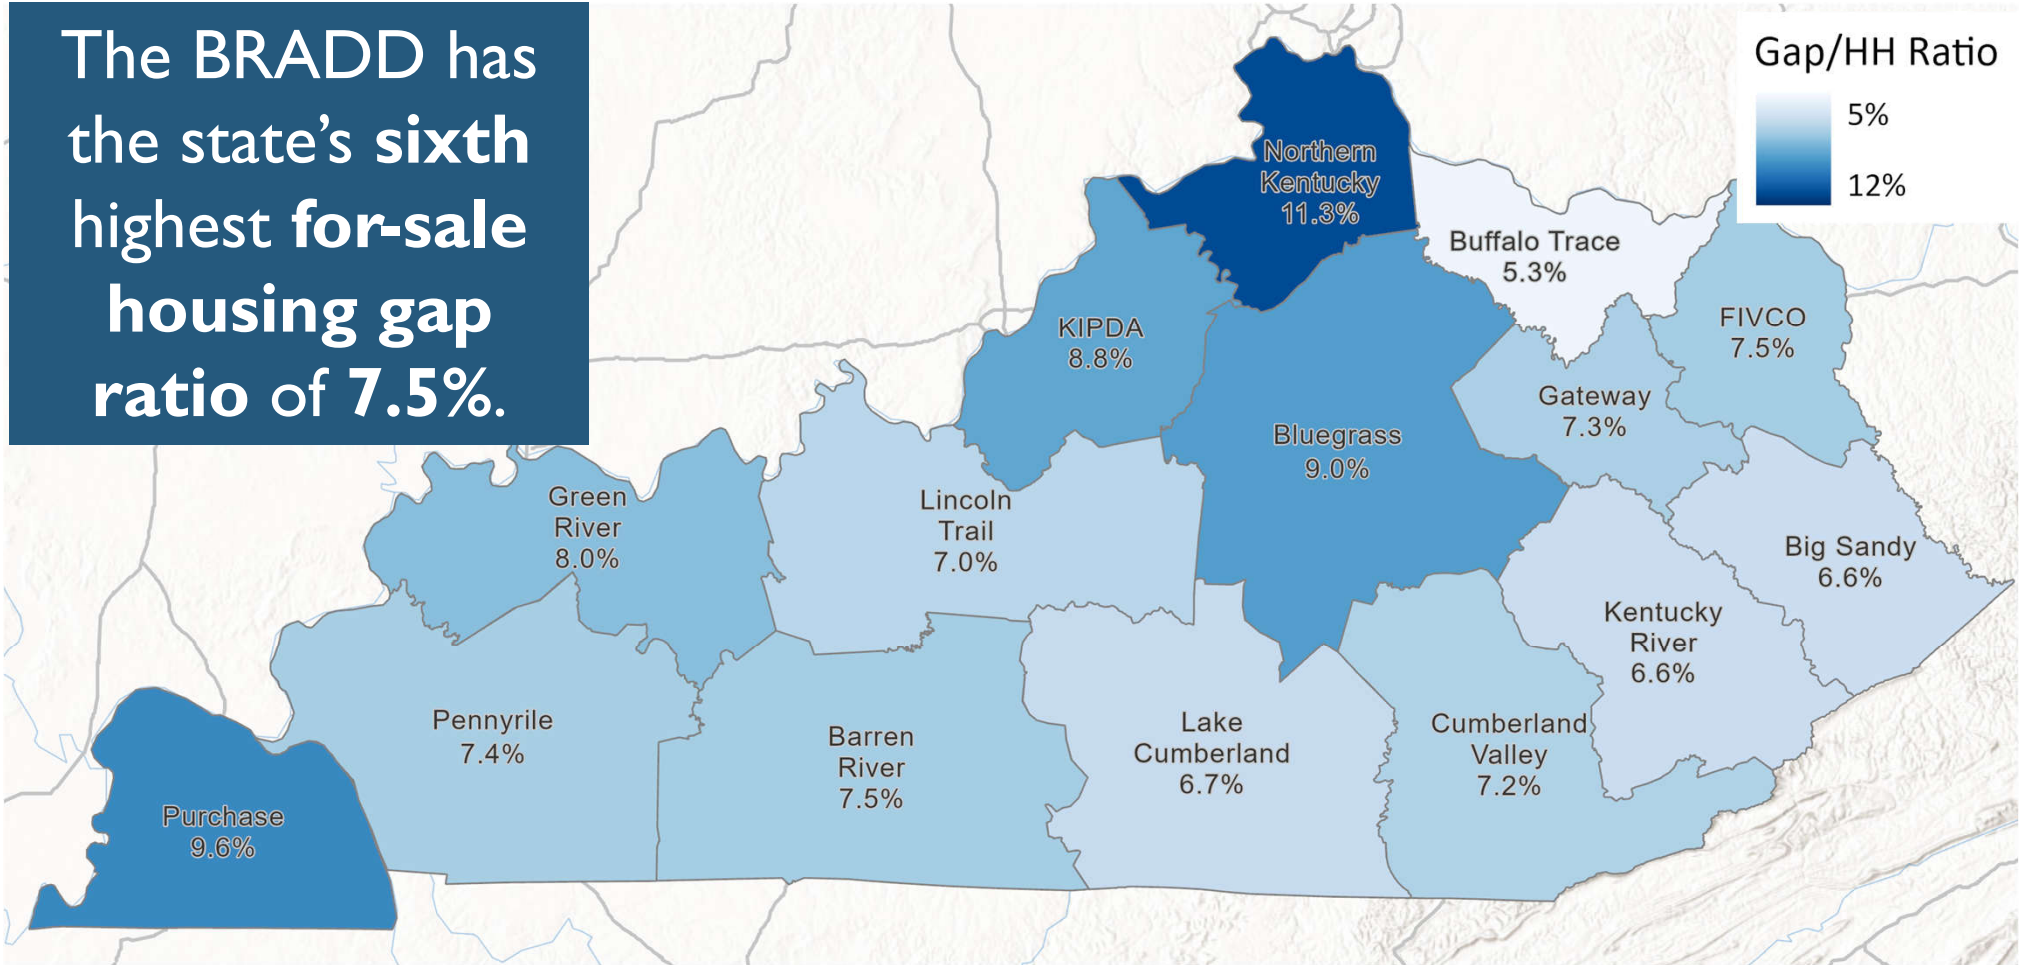 The BRADD has
the state’s sixth
highest for-sale
housing gap
ratio of 7.5%.
Gap/HH Ratio
5%
12%
Northern
Kentucky
11.3%
Buffalo Trace
5.3%
FIVCO
7.5%
KIPDA
8.8%
Gateway
7.3%
Bluegrass
9.0%
Green
River
8.0%
Lincoln
Trail
7.0%
Big Sandy
6.6%
Kentucky
River
6.6%
Pennyrile
7.4%
Barren
River
7.5%
Lake
Cumberland
6.7%
Cumberland
Valley
7.2%
Purchase
9.6%